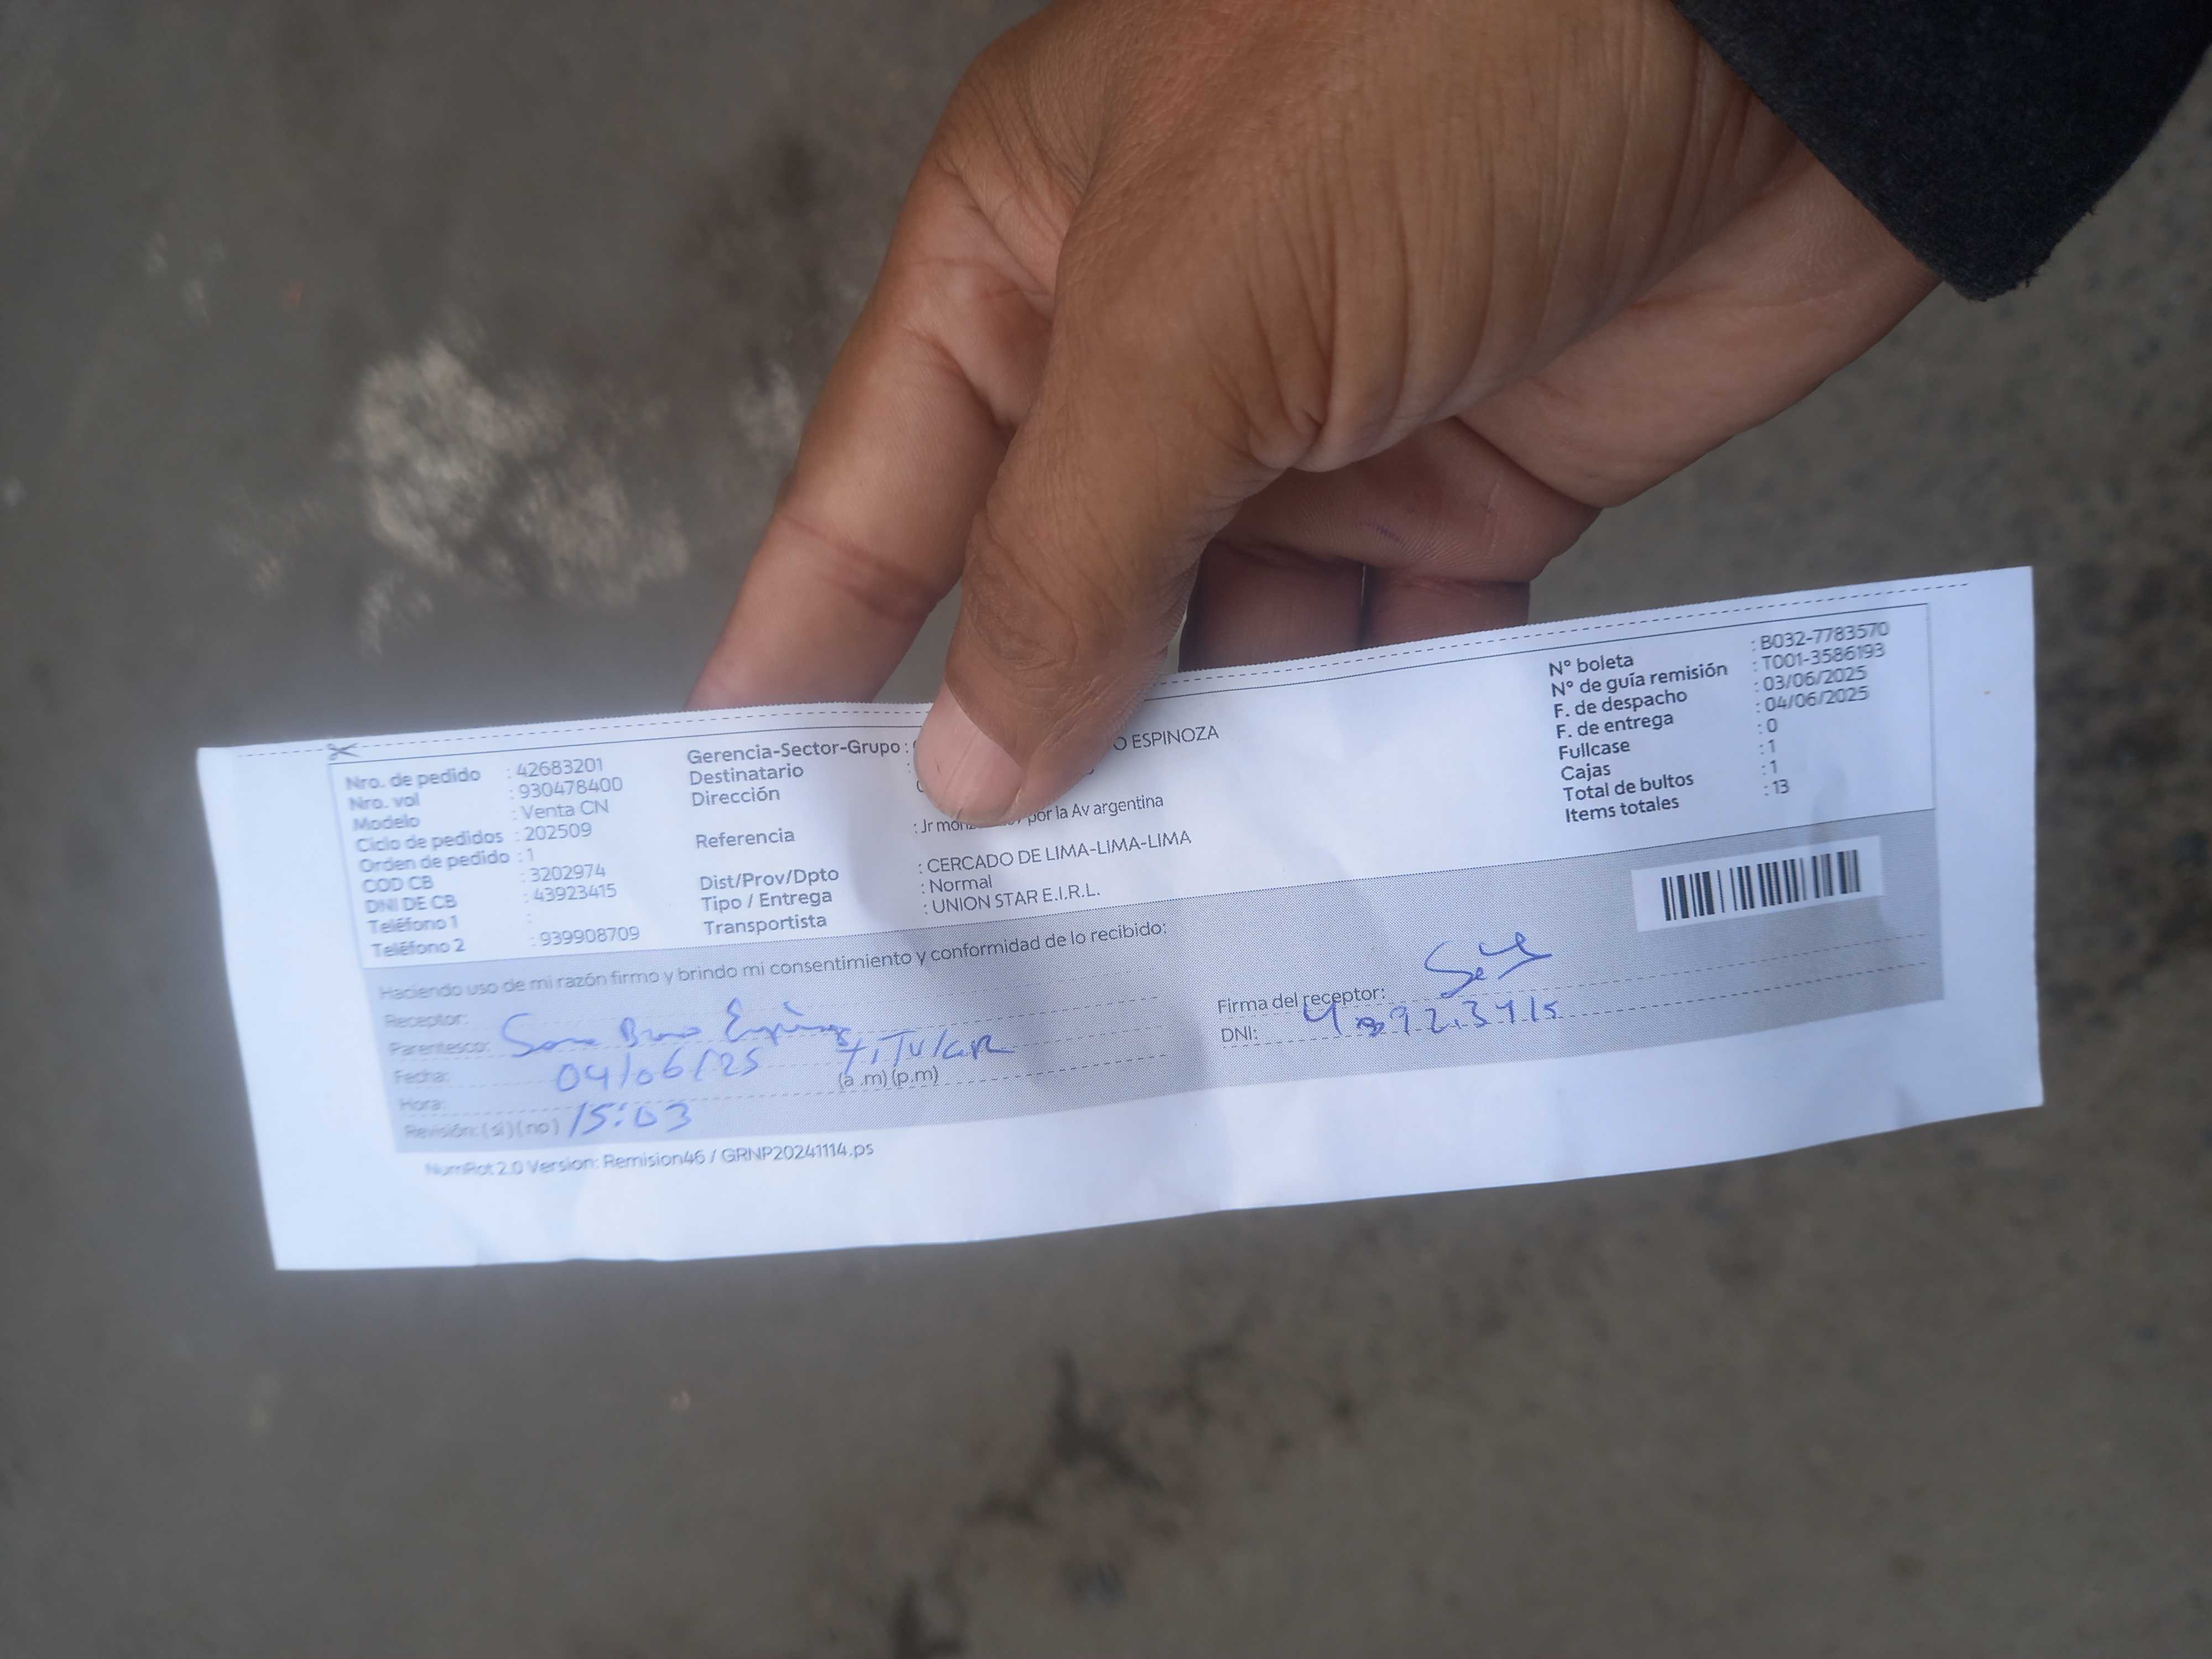 Nro. de pedido : 42683201
Nro. vol : 930478400
Modelo : Venta CN
Ciclo de pedidos : 202509
Orden de pedido : 1
COD CB : 3202974
DNI DE CB : 43923415
Teléfono 1 :
Teléfono 2 : 939908709
Gerencia-Sector-Grupo :
Destinatario : O ESPINOZA
Dirección
Referencia : Jr por la Av argentina
Dist/Prov/Dpto : CERCADO DE LIMA-LIMA-LIMA
Tipo / Entrega : Normal
Transportista : UNION STAR E.I.R.L.
N° boleta : B032-7783570
N° de guía remisión : T001-3586193
F. de despacho : 03/06/2025
F. de entrega : 04/06/2025
Fullcase : 0
Cajas : 1
Total de bultos : 1
Items totales : 13
Haciendo uso de mi razón firmo y brindo mi consentimiento y conformidad de lo recibido:
Receptor:
Parentesco: TiTulaR
Fecha: 04/06/25
Hora: (a .m) (p.m)
Revisión: (si) (no) 15:03
Firma del receptor:
DNI: 43923415
NumRot 2.0 Version: Remision46 / GRNP20241114.ps